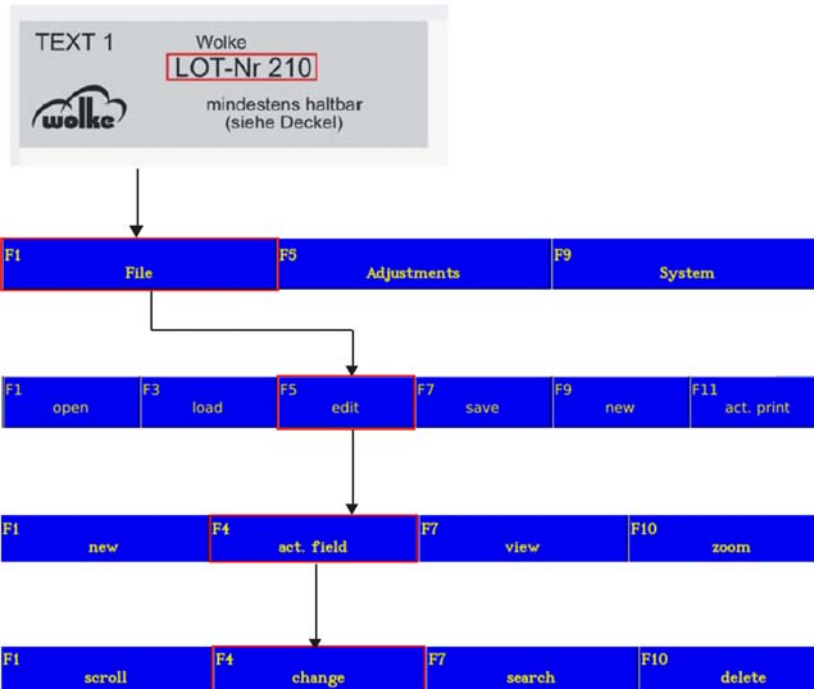 TEXT 1
Wolke
LOT-Nr 210
wolke
mindestens haltbar
(siehe Deckel)
F1 File F5 Adjustments F9 System
F1 open F3 load F5 edit F7 save F9 new F11 act. print
F1 new F4 act. field F7 view F10 zoom
F1 scroll F4 change F7 search F10 delete